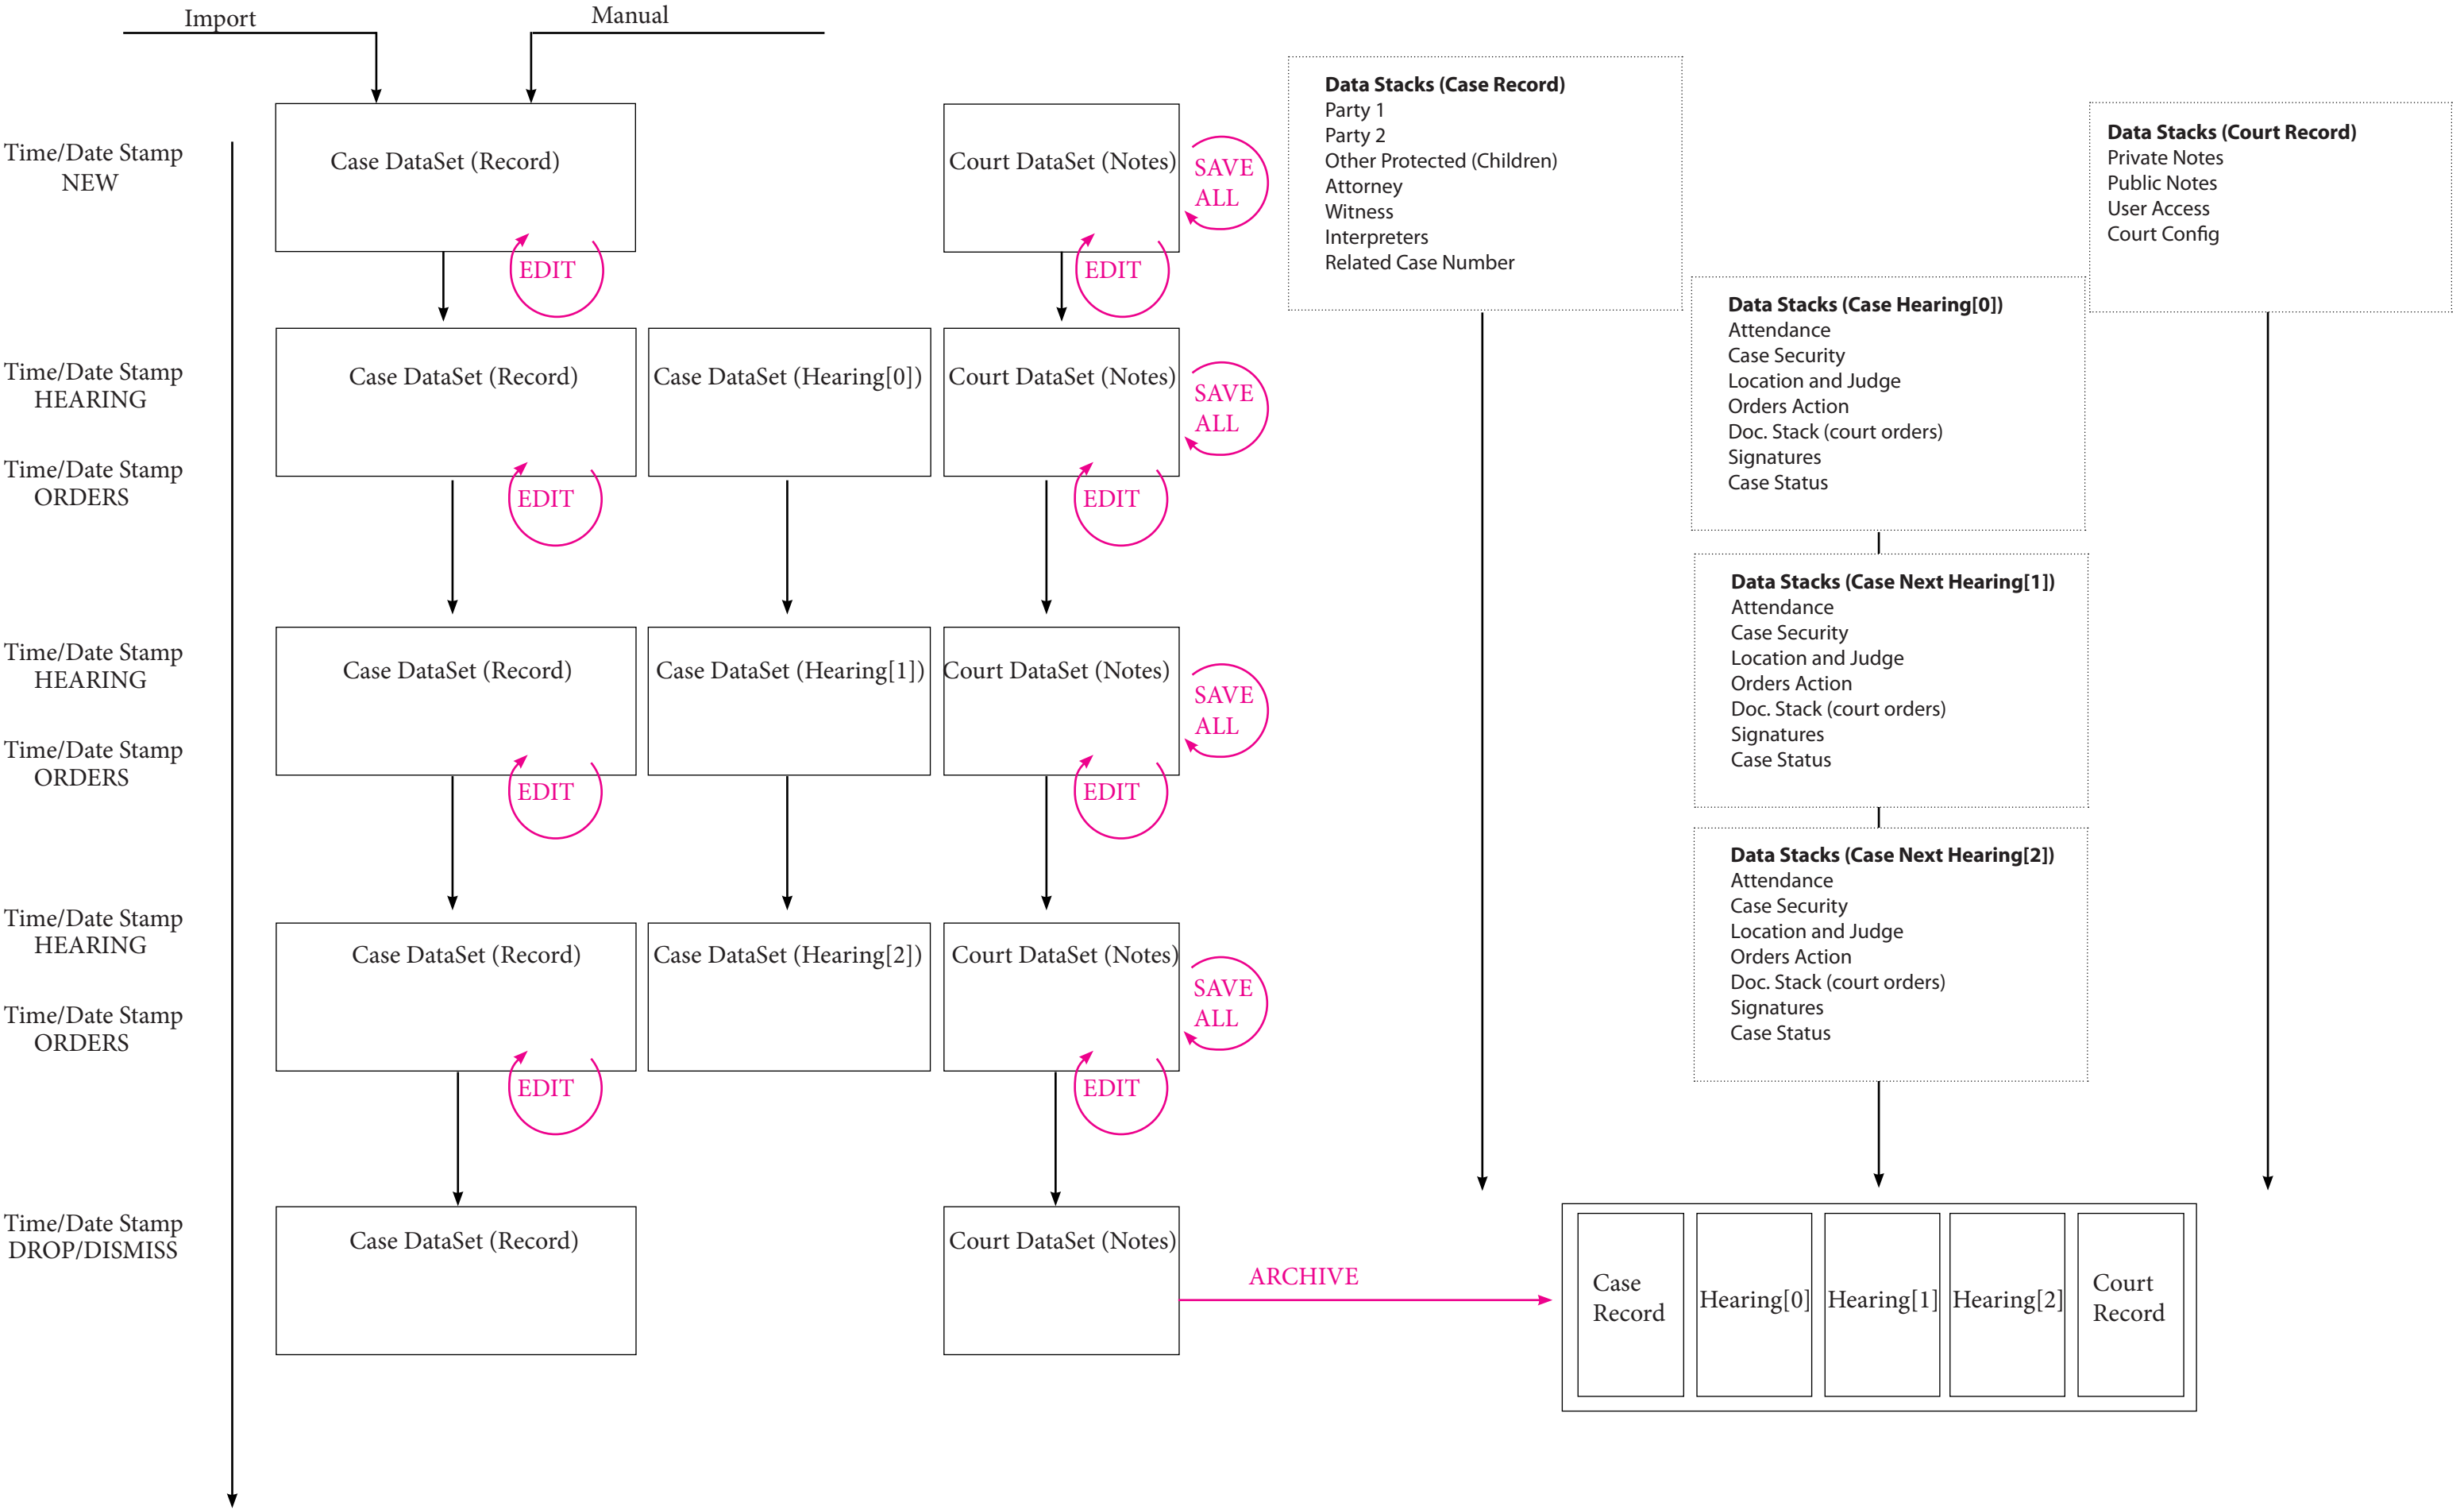 Import
Manual
Time/Date Stamp
NEW
Case DataSet (Record)
EDIT
Court DataSet (Notes)
EDIT
SAVE
ALL
Time/Date Stamp
HEARING
Time/Date Stamp
ORDERS
Case DataSet (Record)
EDIT
Case DataSet (Hearing[0])
Court DataSet (Notes)
EDIT
SAVE
ALL
Time/Date Stamp
HEARING
Time/Date Stamp
ORDERS
Case DataSet (Record)
EDIT
Case DataSet (Hearing[1])
Court DataSet (Notes)
EDIT
SAVE
ALL
Time/Date Stamp
HEARING
Time/Date Stamp
ORDERS
Case DataSet (Record)
EDIT
Case DataSet (Hearing[2])
Court DataSet (Notes)
EDIT
SAVE
ALL
Time/Date Stamp
DROP/DISMISS
Case DataSet (Record)
Court DataSet (Notes)
ARCHIVE
Data Stacks (Case Record)
Party 1
Party 2
Other Protected (Children)
Attorney
Witness
Interpreters
Related Case Number
Data Stacks (Case Hearing[0])
Attendance
Case Security
Location and Judge
Orders Action
Doc. Stack (court orders)
Signatures
Case Status
Data Stacks (Case Next Hearing[1])
Attendance
Case Security
Location and Judge
Orders Action
Doc. Stack (court orders)
Signatures
Case Status
Data Stacks (Case Next Hearing[2])
Attendance
Case Security
Location and Judge
Orders Action
Doc. Stack (court orders)
Signatures
Case Status
Data Stacks (Court Record)
Private Notes
Public Notes
User Access
Court Config
Case
Record
Hearing[0]
Hearing[1]
Hearing[2]
Court
Record